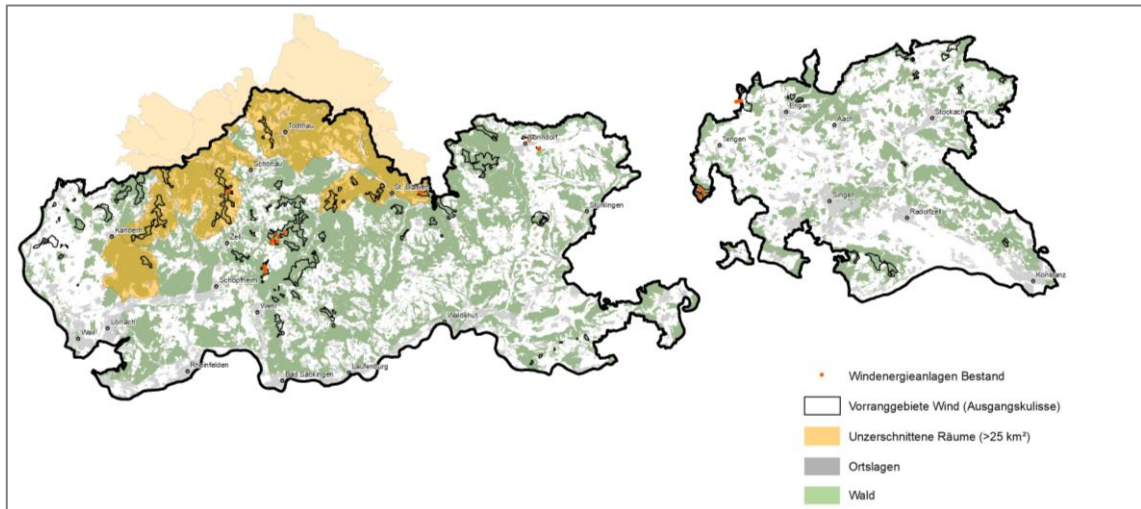 Todtnau
Schönau
St. Blasien
Bonndorf
Stühlingen
Kandern
Zell
Schopfheim
Wehr
Lörrach
Weil
Rheinfelden
Bad Säckingen
Laufenburg
Waldshut
Engen
Aach
Stockach
Tengen
Singen
Radolfzell
Konstanz
Windenergieanlagen Bestand
Vorranggebiete Wind (Ausgangskulisse)
Unzerschnittene Räume (>25 km²)
Ortslagen
Wald